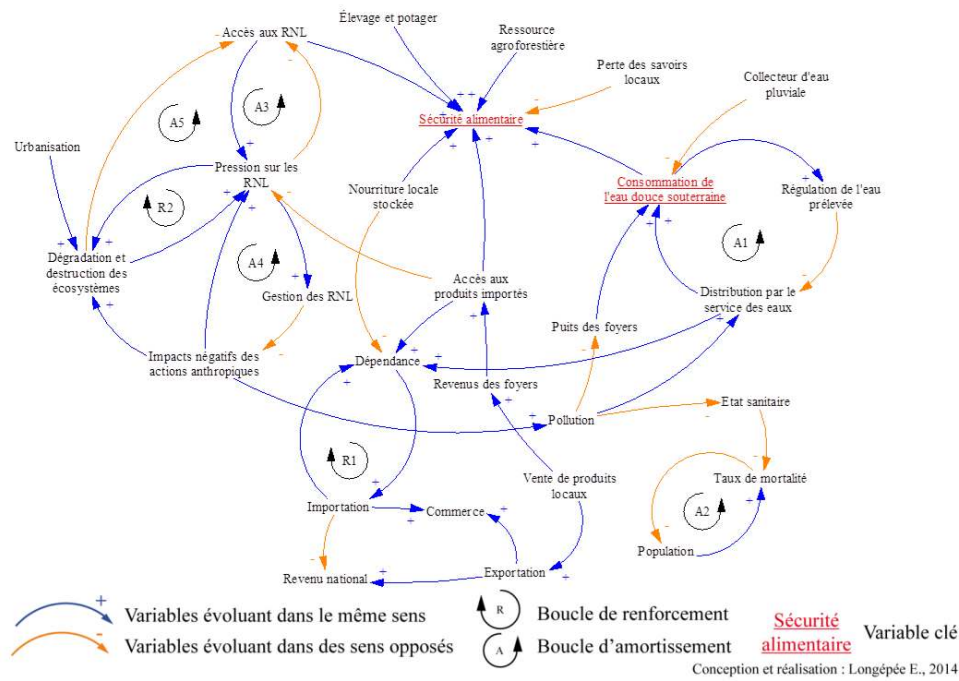 Élevage et potager
Accès aux RNL
Ressource
agroforestière
Perte des savoirs
locaux
Collecteur d'eau
pluviale
A5
A3
Sécurité alimentaire
Urbanisation
Pression sur les
RNL
Nourriture locale
stockée
Consommation de
l'eau douce souterraine
Régulation de l'eau
prélevée
R2
A1
A4
Dégradation et
destruction des
écosystèmes
Gestion des RNL
Accès aux
produits importés
Distribution par le
service des eaux
Impacts négatifs des
actions anthropiques
Dépendance
Puits des foyers
Revenus des foyers
Pollution
Etat sanitaire
R1
Vente de produits
locaux
Taux de mortalité
A2
Importation
Commerce
Population
Revenu national
Exportation
+ Variables évoluant dans le même sens
- Variables évoluant dans des sens opposés
R Boucle de renforcement
A Boucle d'amortissement
Sécurité
alimentaire
Variable clé
Conception et réalisation : Longépée E., 2014